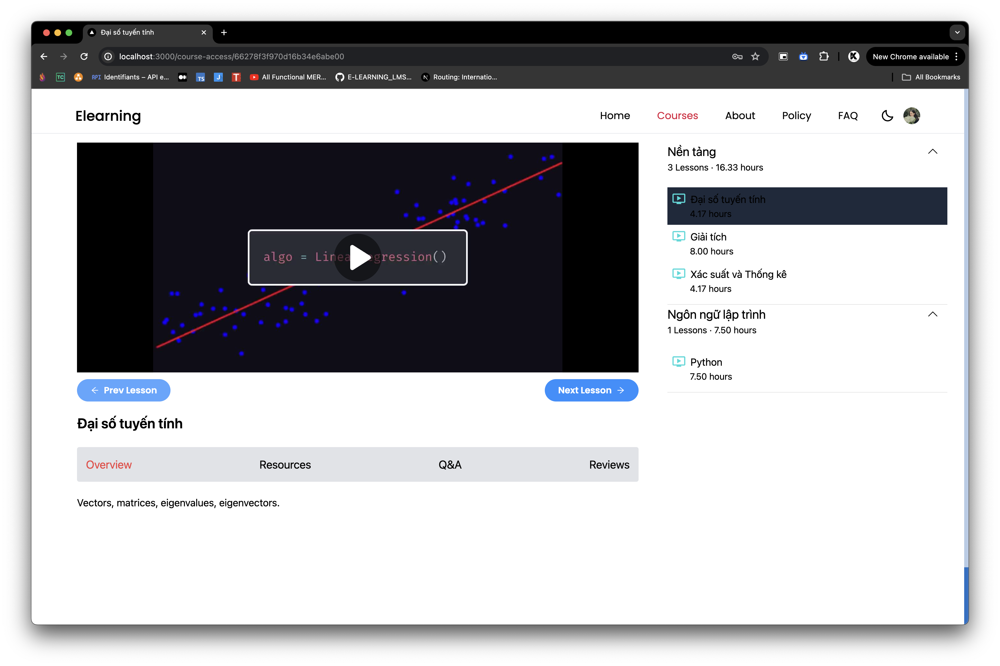 Đại số tuyến tính
localhost:3000/course-access/66278f3f970d16b34e6abe00
New Chrome available
TC
API Identifiants – API e...
TS
J
T
All Functional MER...
E-LEARNING_LMS...
N Routing: Internatio...
All Bookmarks
Elearning
Home
Courses
About
Policy
FAQ
algo = Linea egression()
Prev Lesson
Next Lesson
Đại số tuyến tính
Overview
Resources
Q&A
Reviews
Vectors, matrices, eigenvalues, eigenvectors.
Nền tảng
3 Lessons · 16.33 hours
Đại số tuyến tính
4.17 hours
Giải tích
8.00 hours
Xác suất và Thống kê
4.17 hours
Ngôn ngữ lập trình
1 Lessons · 7.50 hours
Python
7.50 hours